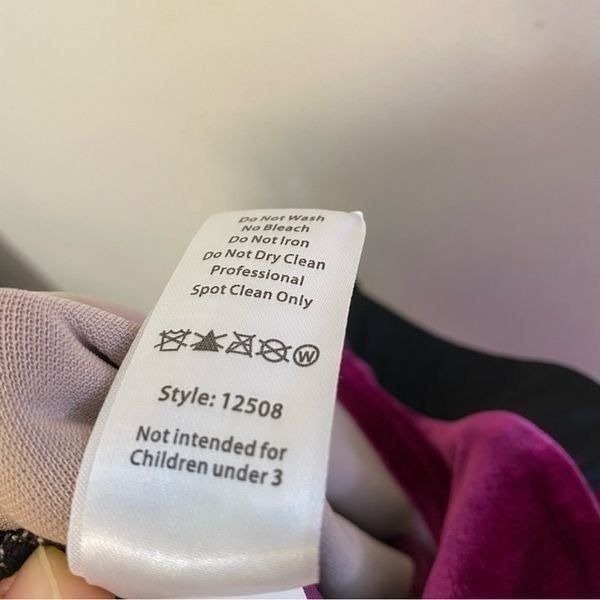 Do Not Wash
No Bleach
Do Not Iron
Do Not Dry Clean
Professional
Spot Clean Only
W
Style: 12508
Not intended for
Children under 3